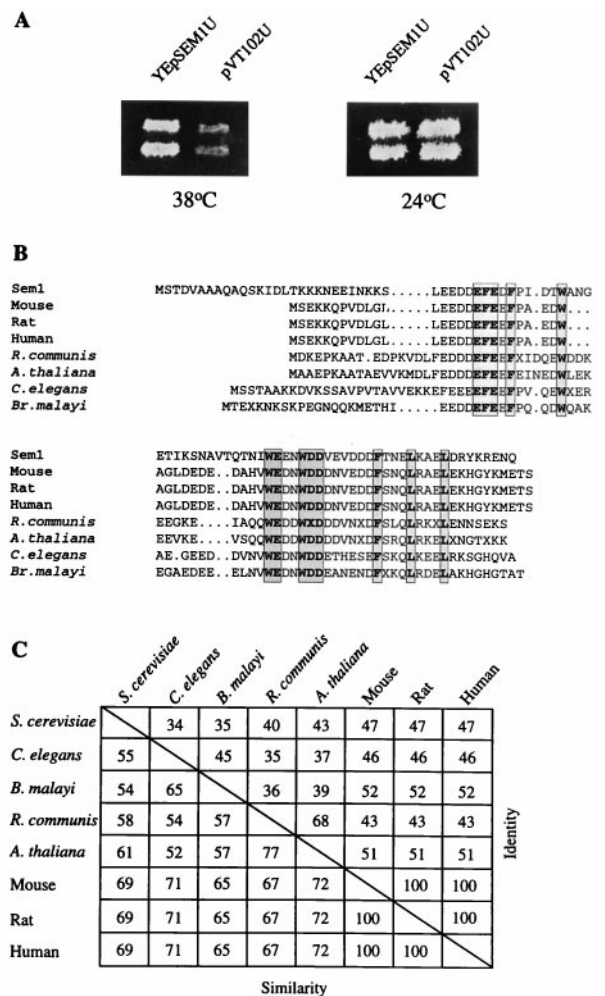 A
YEpSEM1U pVT102U YEpSEM1U pVT102U
38°C 24°C
B
Sem1 MSTDVAAAQAQSKIDLTKKKNEEINKKS.....LEEDDEFEDFPI.DTWANG
Mouse MSEKKQPVDLGL.....LEEDDEFEEFPA.EDW...
Rat MSEKKQPVDLGL.....LEEDDEFEEFPA.EDW...
Human MSEKKQPVDLGL.....LEEDDEFEEFPA.EDW...
R.communis MDKEPKAAT.EDPKVDLFEDDDEFEEFXIDQEWDDK
A.thaliana MAAEPKAATAEVVKMDLFEDDDEFEEFEINEDWLEK
C.elegans MSSTAAKKDVKSSAVPVTAVVEKKEFEEEEFEEFPV.QEWXER
Br.malayi MTEXKNKSKPEGNQQKMETHI.....EEDDEFEEFPQ.QDWQAK
Sem1 ETIKSNAVTQTNIWEENWDDVEVDDDFTNELKAELDRYKRENQ
Mouse AGLDEDE..DAHVWEDNWDDDNVEDDFSNQLRAELEKHGYKMETS
Rat AGLDEDE..DAHVWEDNWDDDNVEDDFSNQLRAELEKHGYKMETS
Human AGLDEDE..DAHVWEDNWDDDNVEDDFSNQLRAELEKHGYKMETS
R.communis EEGKE....IAQQWEDDWXDDDVNXDFSLQLRKXLENNSEKS
A.thaliana EEVKE....VSQQWEDDWDDDDVNDDFSRQLRAELXNGTXKK
C.elegans AE.GEED..DVNVWEDNWDDETHESEFSKQLKEELRKSGHQVA
Br.malayi EGAEDEE..ELNVWEDNWDDEANENDFXKQLRDELAKHGHGTAT
C
S. cerevisiae C. elegans B. malayi R. communis A. thaliana Mouse Rat Human
S. cerevisiae 34 35 40 43 47 47 47
C. elegans 55 45 35 37 46 46 46
B. malayi 54 65 36 39 52 52 52
R. communis 58 54 57 68 43 43 43
A. thaliana 61 52 57 77 51 51 51
Mouse 69 71 65 67 72 100 100
Rat 69 71 65 67 72 100 100
Human 69 71 65 67 72 100 100
Identity
Similarity